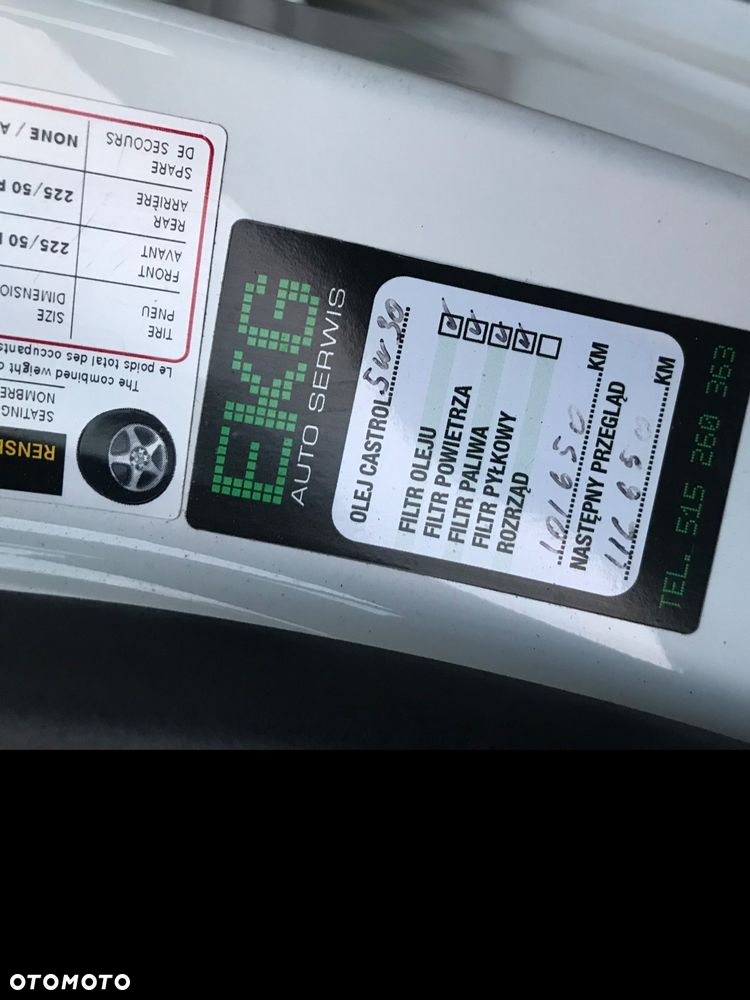 EKG
AUTO SERWIS
OLEJ CASTROL 5W30
FILTR OLEJU
FILTR POWIETRZA
FILTR PALIWA
FILTR PYŁKOWY
ROZRZĄD
101650 KM
NASTĘPNY PRZEGLĄD
116650 KM
TEL. 515 260 363
NOMBRE
The combined weight
Le poids total des occupants
TIRE
PNEU
SIZE
FRONT
AVANT
225/50
REAR
ARRIÈRE
225/50
SPARE
DE SECOURS
NONE /
OTOMOTO